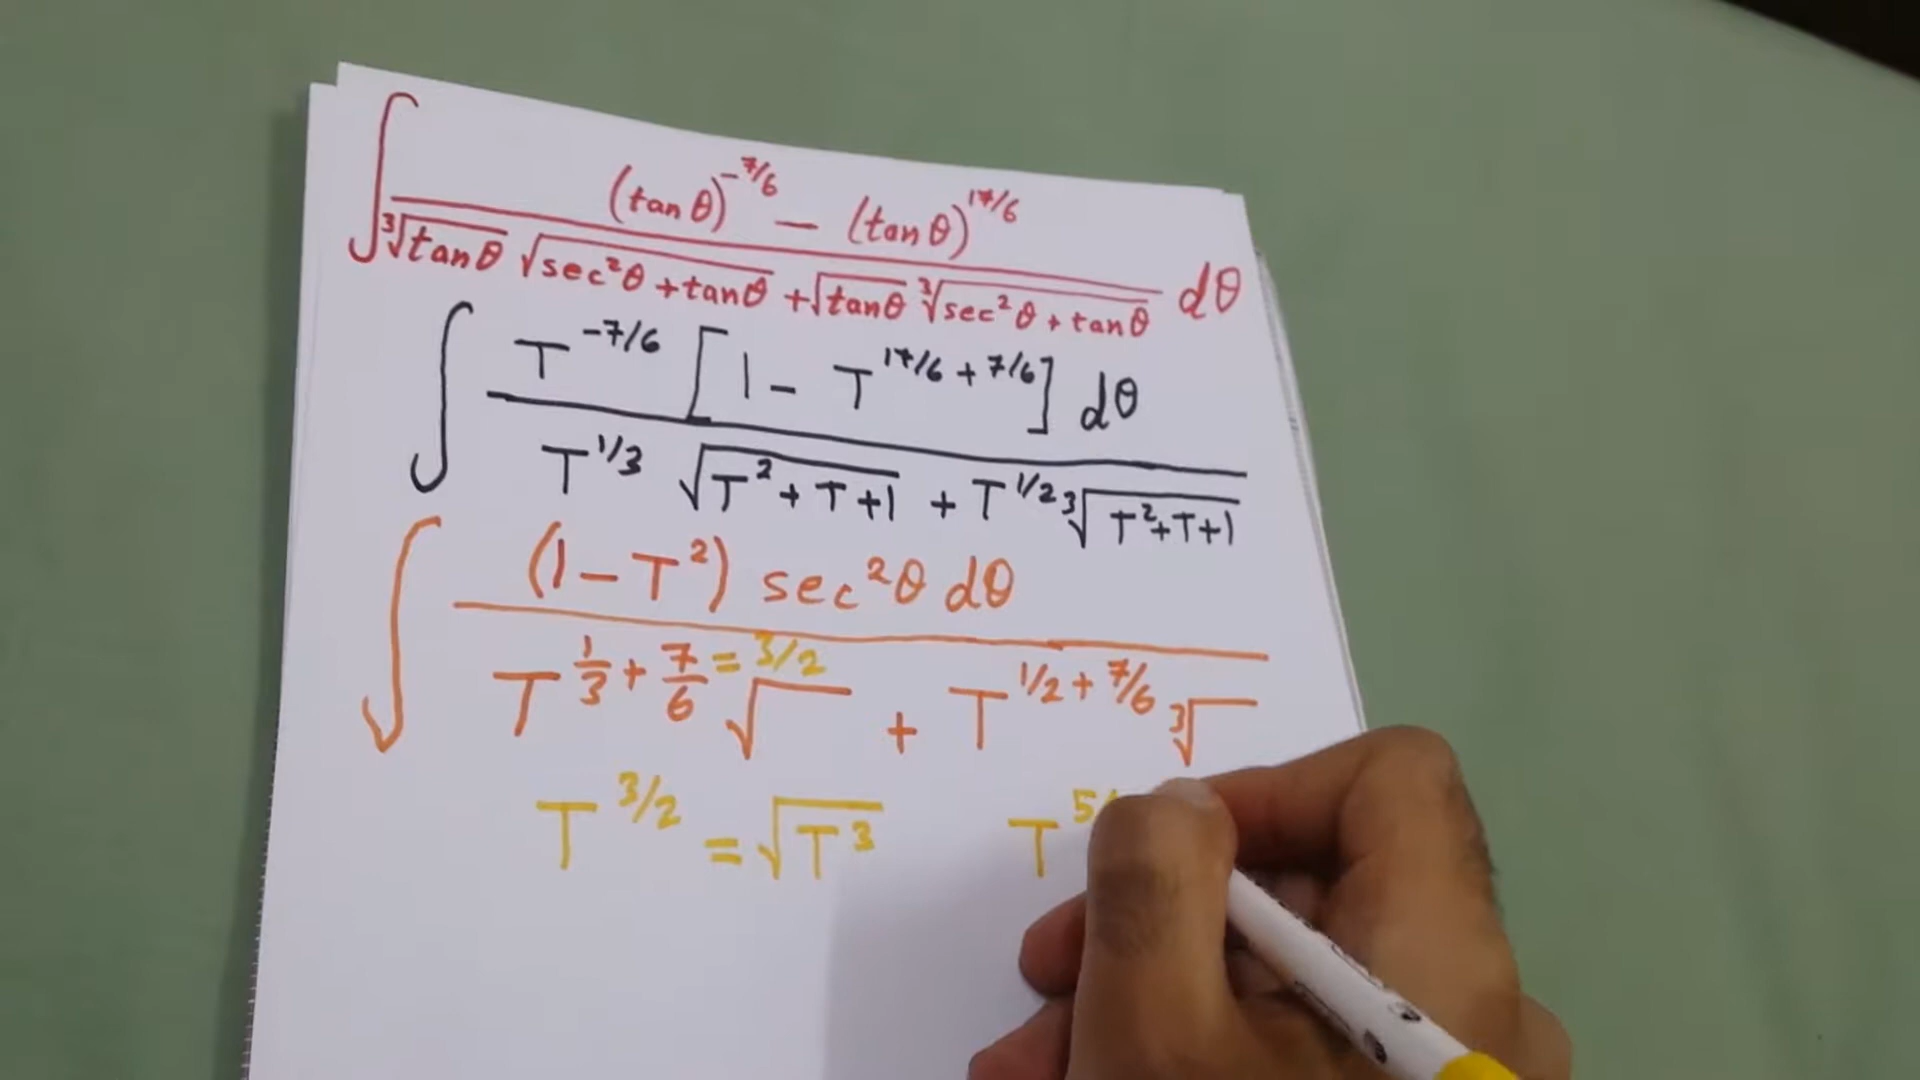 ∫ (tan θ)^{-7/6} − (tan θ)^{17/6} / ∛tan θ √sec²θ + tan θ + √tan θ ∛sec²θ + tan θ dθ
∫ T^{-7/6} [1 − T^{17/6 + 7/6}] dθ / T^{1/3} √T² + T + 1 + T^{1/2} ∛T² + T + 1
∫ (1 − T²) sec²θ dθ / T^{1/3 + 7/6 = 3/2} √ + T^{1/2 + 7/6} ∛
T^{3/2} = √T³ T^{5/